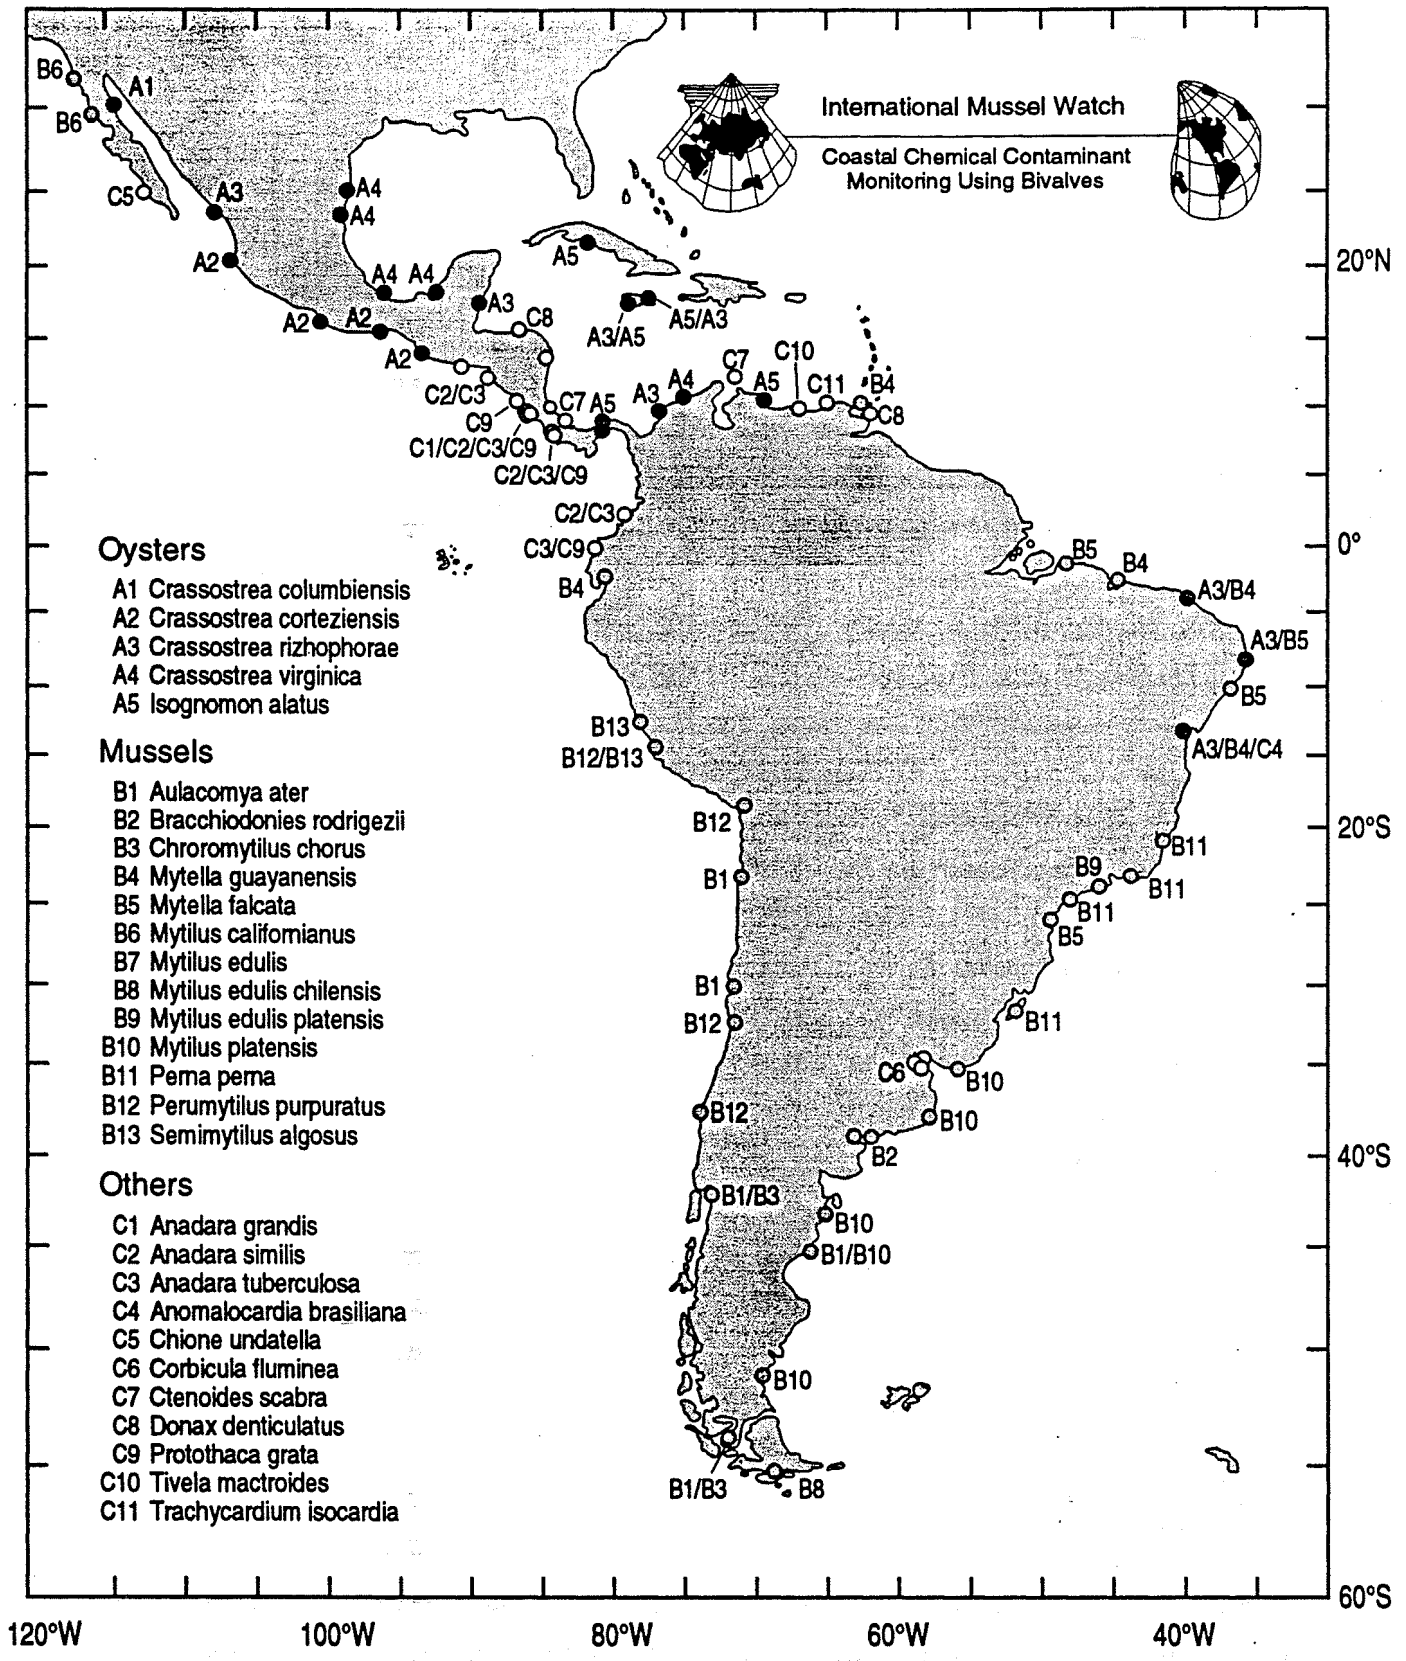 B6
A1
International Mussel Watch
B6
Coastal Chemical Contaminant
Monitoring Using Bivalves
C5
A3
A4
A4
A2
A5
20°N
A4
A4
A3
C8
A2
A2
A3/A5
A5/A3
A2
C7
C10
C2/C3
A3
A4
A5
C11
B4
C9
C7
A5
C8
C1/C2/C3/C9
C2/C3/C9
C2/C3
C3/C9
0°
B5
B4
B4
A3/B4
A3/B5
B5
B13
B12/B13
A3/B4/C4
B12
20°S
B11
B1
B9
B11
B11
B5
B1
B12
B11
C6
B10
B12
B10
B2
40°S
B1/B3
B10
B1/B10
B10
B1/B3
B8
Oysters
A1 Crassostrea columbiensis
A2 Crassostrea corteziensis
A3 Crassostrea rizhophorae
A4 Crassostrea virginica
A5 Isognomon alatus
Mussels
B1 Aulacomya ater
B2 Bracchiodonies rodrigezii
B3 Chroromytilus chorus
B4 Mytella guayanensis
B5 Mytella falcata
B6 Mytilus californianus
B7 Mytilus edulis
B8 Mytilus edulis chilensis
B9 Mytilus edulis platensis
B10 Mytilus platensis
B11 Perna perna
B12 Perumytilus purpuratus
B13 Semimytilus algosus
Others
C1 Anadara grandis
C2 Anadara similis
C3 Anadara tuberculosa
C4 Anomalocardia brasiliana
C5 Chione undatella
C6 Corbicula fluminea
C7 Ctenoides scabra
C8 Donax denticulatus
C9 Protothaca grata
C10 Tivela mactroides
C11 Trachycardium isocardia
60°S
120°W
100°W
80°W
60°W
40°W